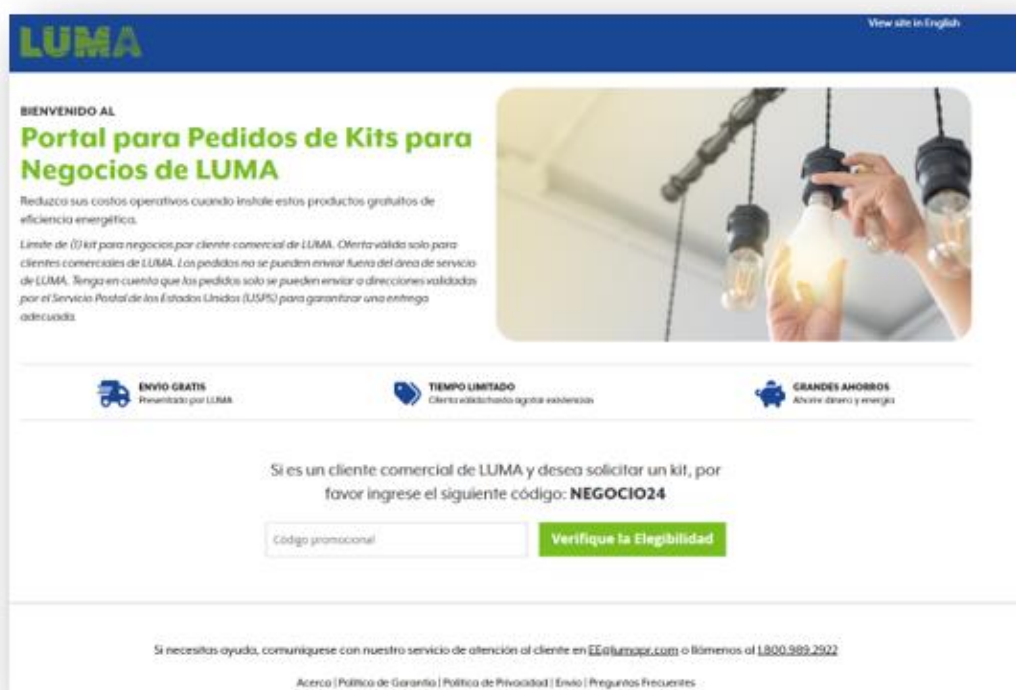 LUMA
View site in English
BIENVENIDO AL
Portal para Pedidos de Kits para
Negocios de LUMA
Reduzca sus costos operativos cuando instale estos productos gratuitos de
eficiencia energética.
Límite de (1) kit para negocios por cliente comercial de LUMA. Oferta válida solo para
clientes comerciales de LUMA. Los pedidos no se pueden enviar fuera del área de servicio
de LUMA. Tenga en cuenta que los pedidos solo se pueden enviar a direcciones validadas
por el Servicio Postal de los Estados Unidos (USPS) para garantizar una entrega
adecuada.
ENVÍO GRATIS
Presentado por LUMA
TIEMPO LIMITADO
Oferta válida hasta agotar existencias
GRANDES AHORROS
Ahorre dinero y energía
Si es un cliente comercial de LUMA y desea solicitar un kit, por
favor ingrese el siguiente código: NEGOCIO24
Código promocional
Verifique la Elegibilidad
Si necesitas ayuda, comuníquese con nuestro servicio de atención al cliente en EE@lumapr.com o llámenos al 1.800.989.2922
Acerca | Política de Garantía | Política de Privacidad | Envío | Preguntas Frecuentes